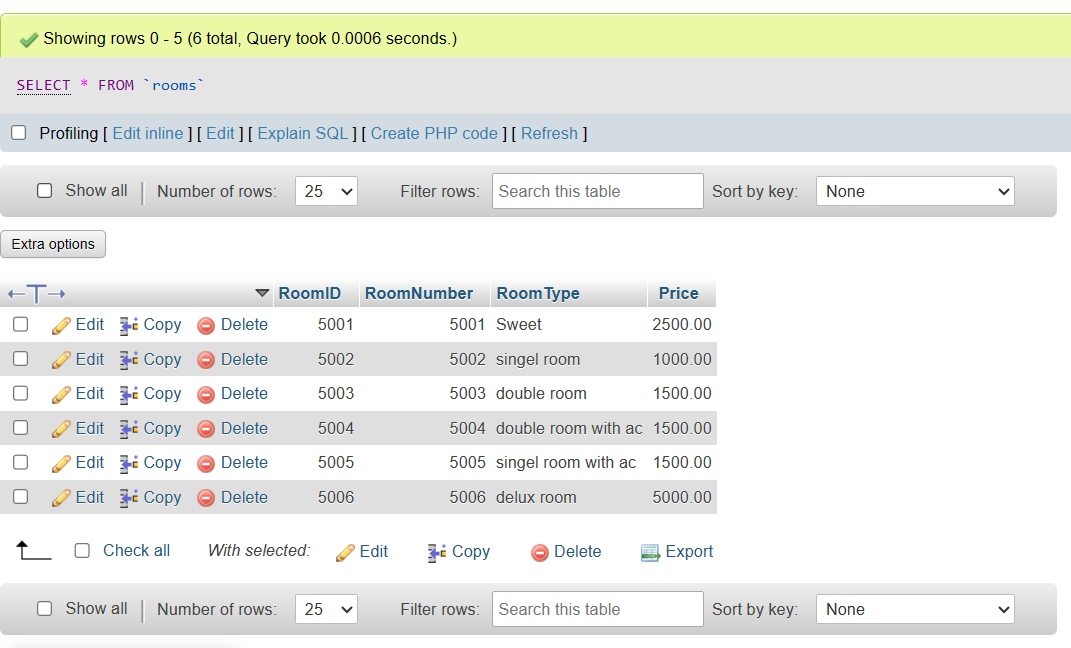 Showing rows 0 - 5 (6 total, Query took 0.0006 seconds.)
SELECT * FROM `rooms`
Profiling [ Edit inline ] [ Edit ] [ Explain SQL ] [ Create PHP code ] [ Refresh ]
Show all Number of rows: 25 Filter rows: Search this table Sort by key: None
Extra options
RoomID RoomNumber RoomType Price
Edit Copy Delete 5001 5001 Sweet 2500.00
Edit Copy Delete 5002 5002 singel room 1000.00
Edit Copy Delete 5003 5003 double room 1500.00
Edit Copy Delete 5004 5004 double room with ac 1500.00
Edit Copy Delete 5005 5005 singel room with ac 1500.00
Edit Copy Delete 5006 5006 delux room 5000.00
Check all With selected: Edit Copy Delete Export
Show all Number of rows: 25 Filter rows: Search this table Sort by key: None